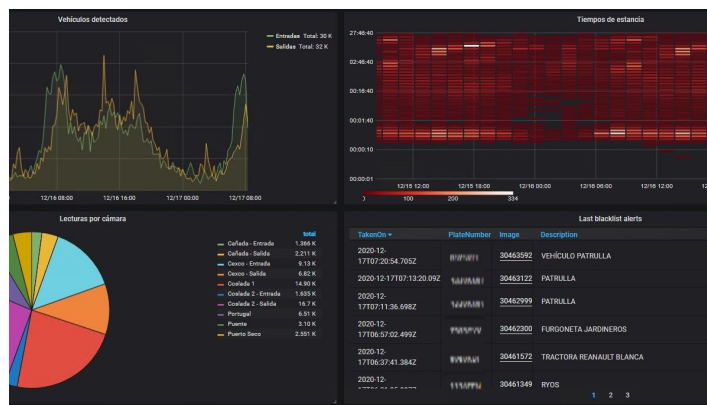 Vehículos detectados
Entradas Total: 30 K
Salidas Total: 32 K
12/16 08:00 12/16 16:00 12/17 00:00 12/17 08:00
Tiempos de estancia
27:46:40
02:46:40
00:16:40
00:01:40
00:00:10
00:00:01
12/15 12:00 12/15 18:00 12/16 00:00 12/16 06:00 12/16 12:00 12
0 100 200 334
Lecturas por cámara
total
Cañada - Entrada 1.366 K
Cañada - Salida 2.211 K
Cexco - Entrada 9.13 K
Cexco - Salida 6.82 K
Coslada 1 14.90 K
Coslada 2 - Entrada 1.635 K
Coslada 2 - Salida 16.7 K
Portugal 6.51 K
Puente 3.10 K
Puerto Seco 2.551 K
Last blacklist alerts
TakenOn PlateNumber Image Description
2020-12-
17T07:20:54.705Z 30463592 VEHÍCULO PATRULLA
2020-12-17T07:13:20.09Z 30463122 PATRULLA
2020-12-
17T07:11:36.698Z 30462999 PATRULLA
2020-12-
17T06:57:02.499Z 30462300 FURGONETA JARDINEROS
2020-12-
17T06:37:41.384Z 30461572 TRACTORA REANAULT BLANCA
2020-12-
30461349 RYOS
1 2 3